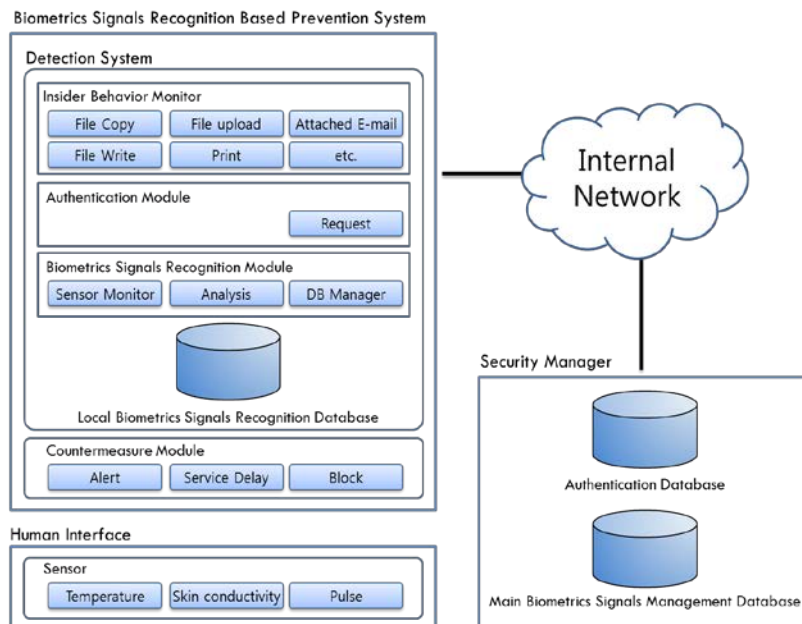 Biometrics Signals Recognition Based Prevention System
Detection System
Insider Behavior Monitor
File Copy
File upload
Attached E-mail
File Write
Print
etc.
Authentication Module
Request
Biometrics Signals Recognition Module
Sensor Monitor
Analysis
DB Manager
Local Biometrics Signals Recognition Database
Countermeasure Module
Alert
Service Delay
Block
Human Interface
Sensor
Temperature
Skin conductivity
Pulse
Internal
Network
Security Manager
Authentication Database
Main Biometrics Signals Management Database